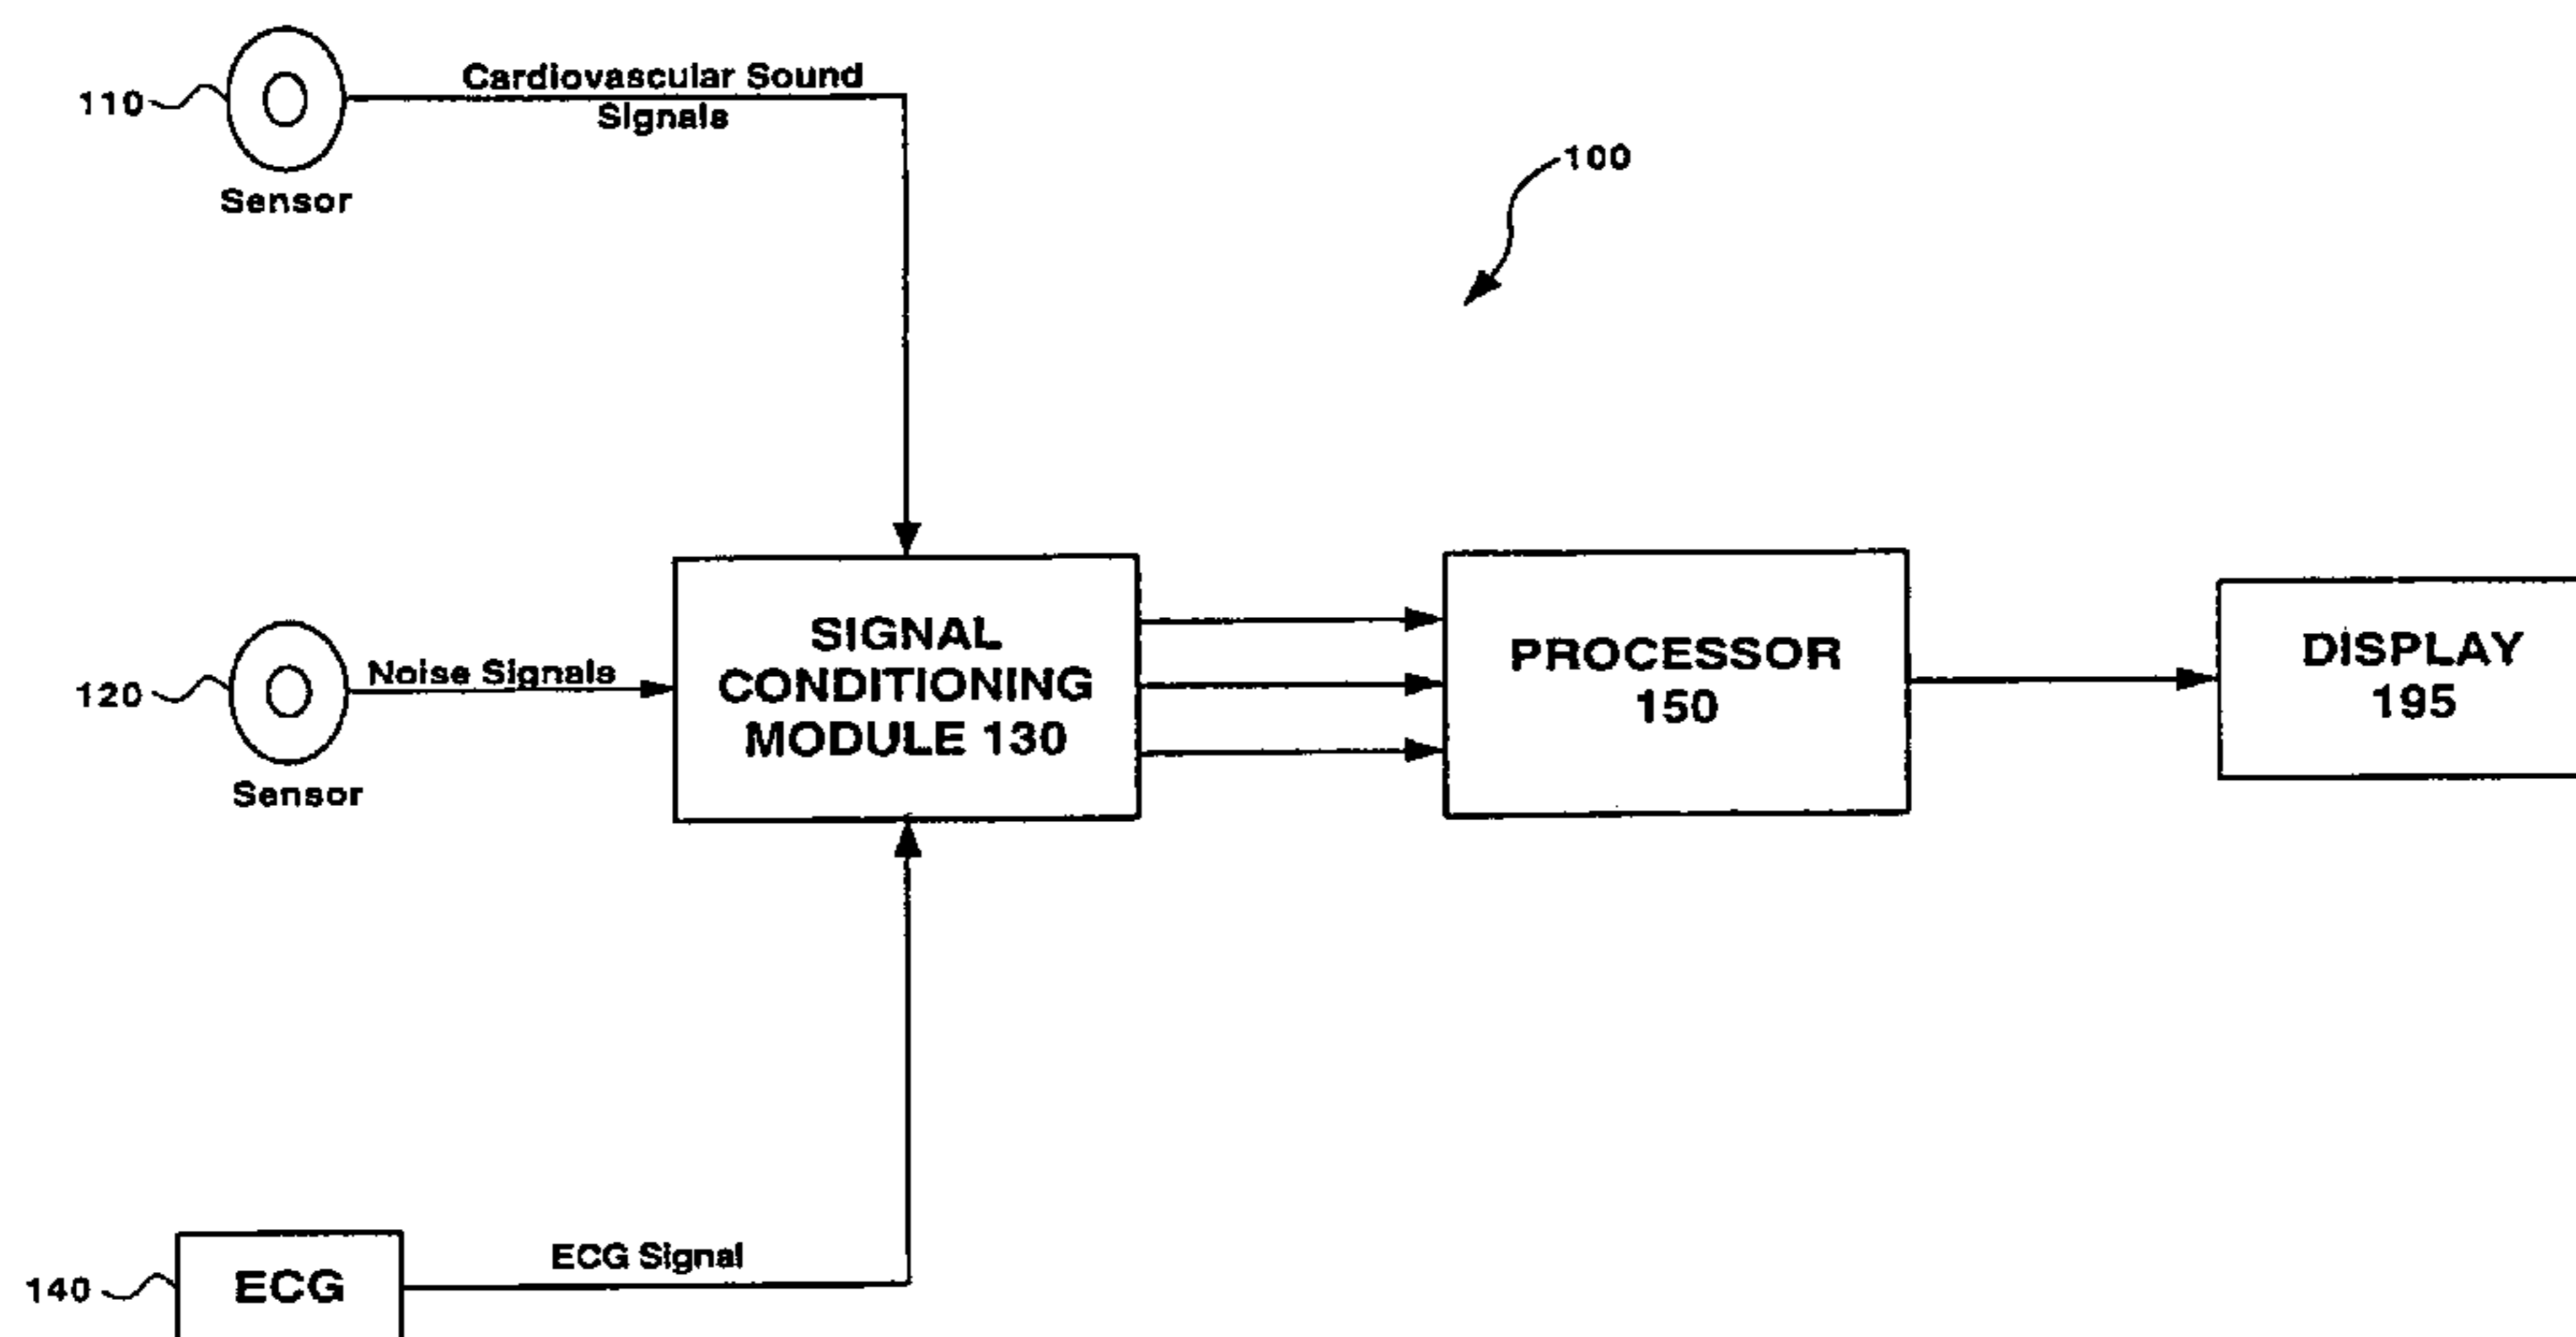 Cardiovascular Sound
Signals
110
Sensor
100
SIGNAL
CONDITIONING
MODULE 130
PROCESSOR
150
DISPLAY
195
Noise Signals
120
Sensor
ECG Signal
140
ECG